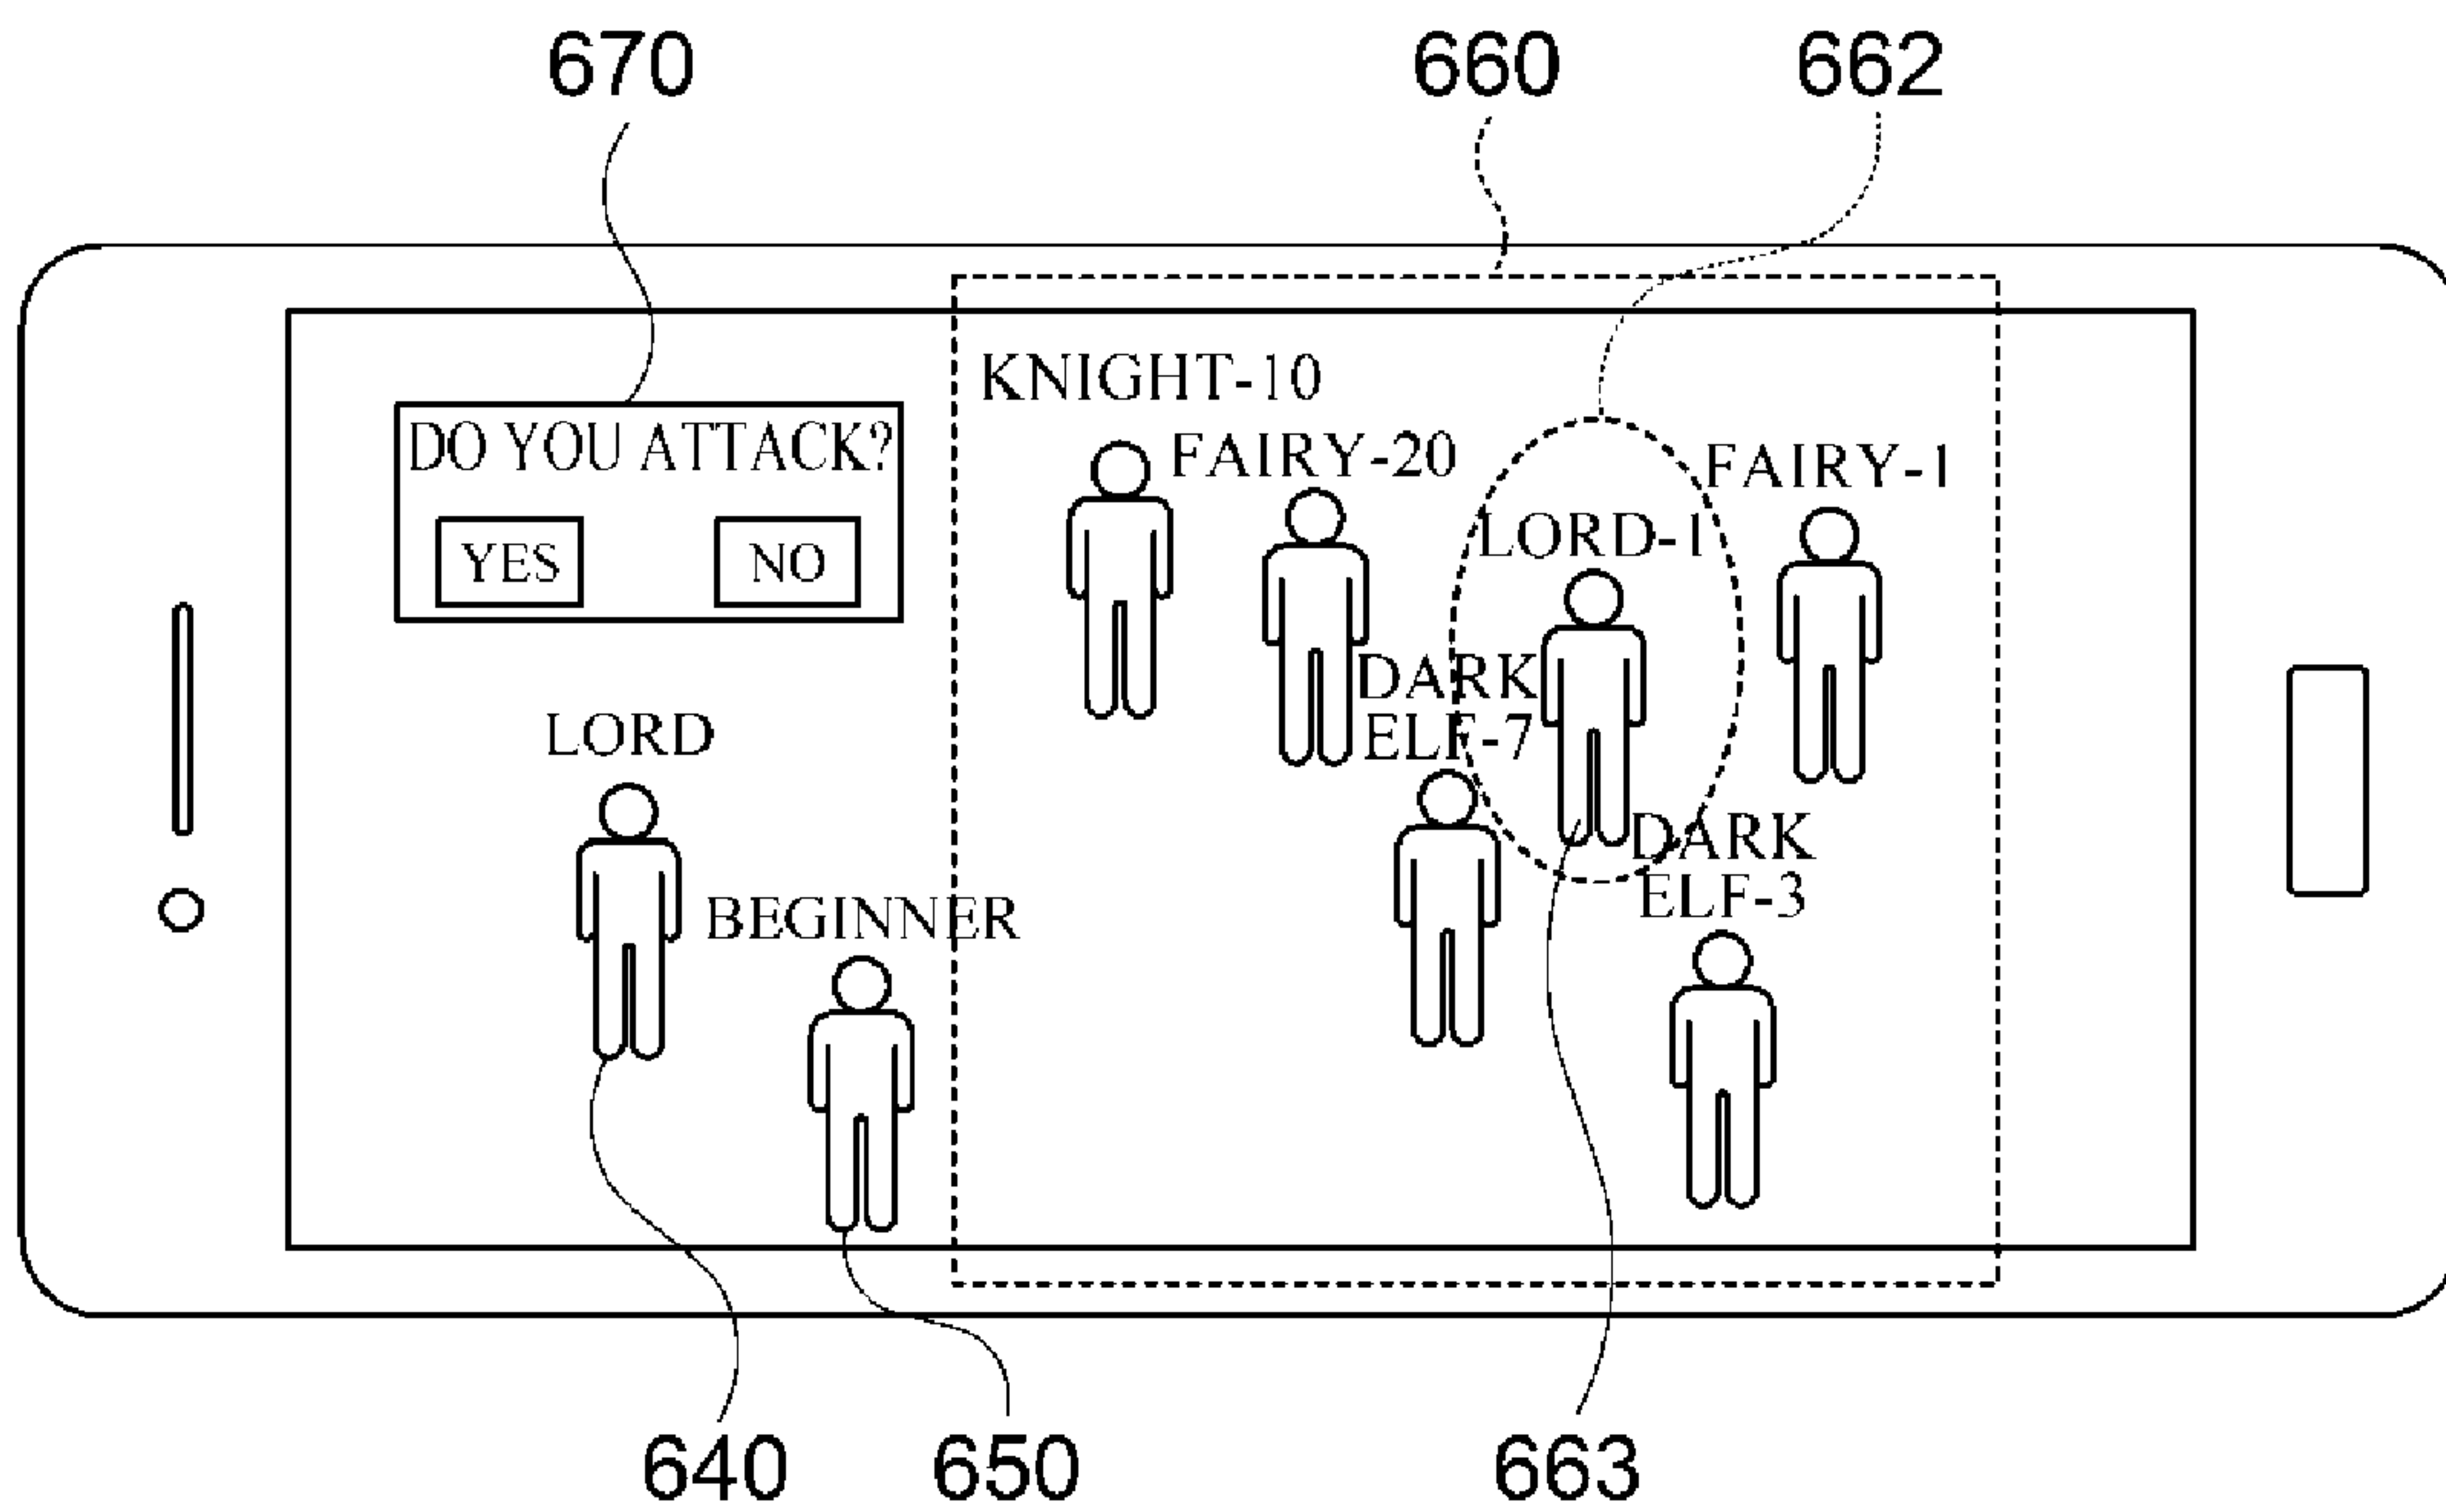 670
660
662
KNIGHT-10
DO YOU ATTACK?
FAIRY-20
FAIRY-1
LORD-1
YES
NO
DARK
ELF-7
LORD
DARK
ELF-3
BEGINNER
640
650
663